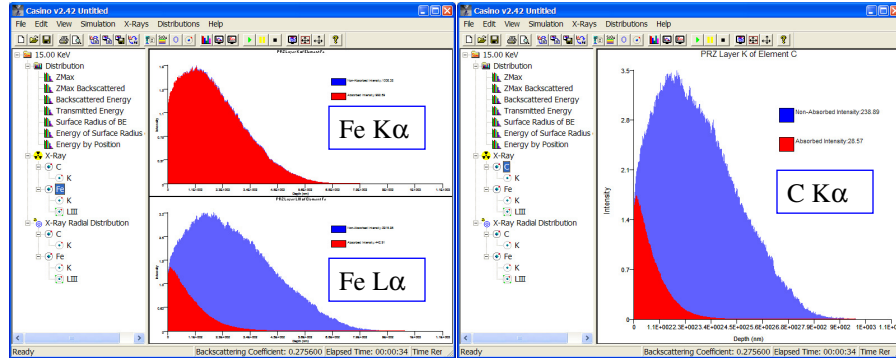 Casino v2.42 Untitled
File Edit View Simulation X-Rays Distributions Help
15.00 KeV
Distribution
ZMax
ZMax Backscattered
Backscattered Energy
Transmitted Energy
Surface Radius of BE
Energy of Surface Radius
Energy by Position
X-Ray
C
K
Fe
K
LIII
X-Ray Radial Distribution
C
K
Fe
K
LIII
Fe Kα
Depth (nm)
Fe Lα
Depth (nm)
Ready
Backscattering Coefficient: 0.275600
Elapsed Time: 00:00:34
Casino v2.42 Untitled
File Edit View Simulation X-Rays Distributions Help
15.00 KeV
Distribution
ZMax
ZMax Backscattered
Backscattered Energy
Transmitted Energy
Surface Radius of BE
Energy of Surface Radius
Energy by Position
X-Ray
C
K
Fe
K
LIII
X-Ray Radial Distribution
C
K
Fe
K
LIII
PRZ Layer K of Element C
3.5
2.8
2.1
1.4
0.7
0
Intensity
Non-Absorbed Intensity:238.89
Absorbed Intensity:28.57
C Kα
Depth (nm)
Ready
Backscattering Coefficient: 0.275600
Elapsed Time: 00:00:34